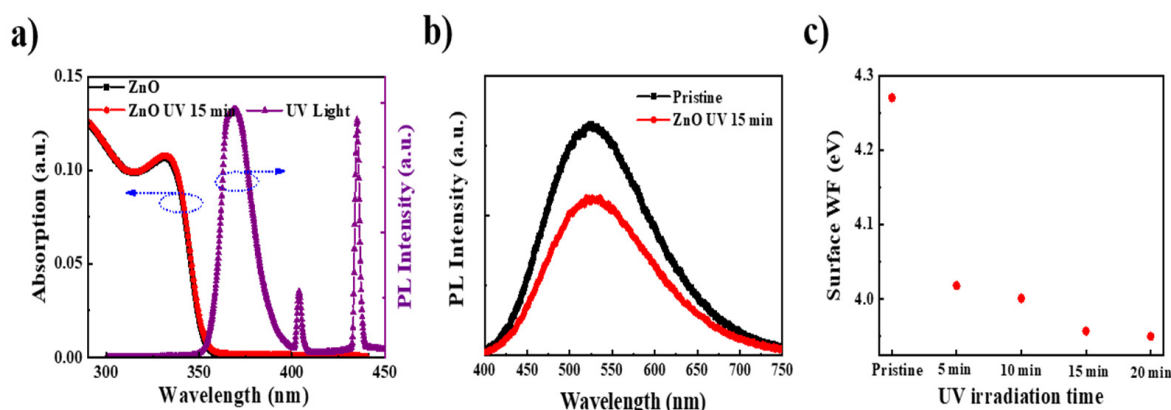 a)
0.15
0.10
0.05
0.00
Absorption (a.u.)
ZnO
ZnO UV 15 min
UV Light
PL Intensity (a.u.)
300
350
400
450
Wavelength (nm)
b)
PL Intensity (a.u.)
Pristine
ZnO UV 15 min
400
450
500
550
600
650
700
750
Wavelength (nm)
c)
4.3
4.2
4.1
4.0
Surface WF (eV)
Pristine
5 min
10 min
15 min
20 min
UV irradiation time